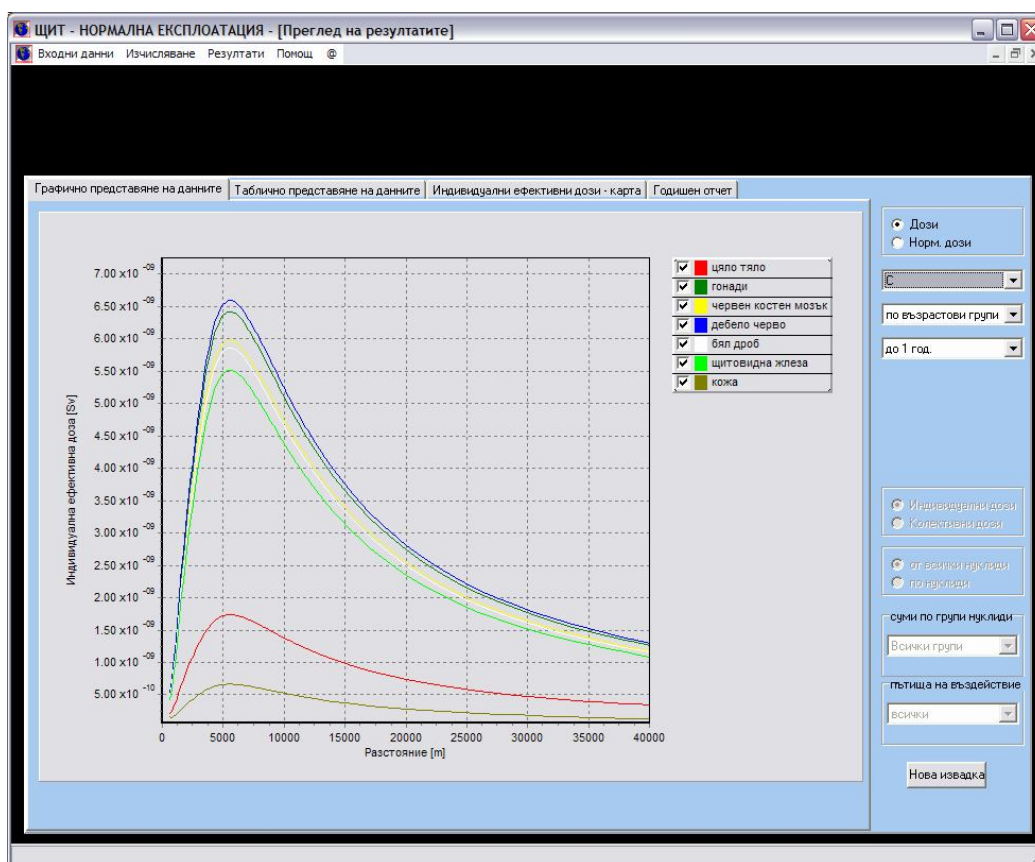 ЩИТ - НОРМАЛНА ЕКСПЛОАТАЦИЯ - [Преглед на резултатите]
Входни данни Изчисляване Резултати Помощ @
Графично представяне на данните Таблично представяне на данните Индивидуални ефективни дози - карта Годишен отчет
Индивидуална ефективна доза [Sv]
7.00 x10 -09
6.50 x10 -09
6.00 x10 -09
5.50 x10 -09
5.00 x10 -09
4.50 x10 -09
4.00 x10 -09
3.50 x10 -09
3.00 x10 -09
2.50 x10 -09
2.00 x10 -09
1.50 x10 -09
1.00 x10 -09
5.00 x10 -10
0 5000 10000 15000 20000 25000 30000 35000 40000
Разстояние [m]
цяло тяло
гонади
червен костен мозък
дебело черво
бял дроб
щитовидна жлеза
кожа
Дози
Норм. дози
C
по възрастови групи
до 1 год.
Индивидуални дози
Колективни дози
от всички нуклиди
по нуклиди
суми по групи нуклиди
Всички групи
пътища на въздействие
всички
Нова извадка